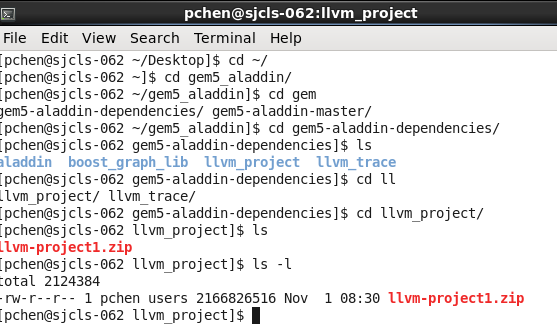 pchen@sjcls-062:llvm_project
File Edit View Search Terminal Help
[pchen@sjcls-062 ~/Desktop]$ cd ~/
[pchen@sjcls-062 ~]$ cd gem5_aladdin/
[pchen@sjcls-062 ~/gem5_aladdin]$ cd gem
gem5-aladdin-dependencies/ gem5-aladdin-master/
[pchen@sjcls-062 ~/gem5_aladdin]$ cd gem5-aladdin-dependencies/
[pchen@sjcls-062 gem5-aladdin-dependencies]$ ls
aladdin boost_graph_lib llvm_project llvm_trace
[pchen@sjcls-062 gem5-aladdin-dependencies]$ cd ll
llvm_project/ llvm_trace/
[pchen@sjcls-062 gem5-aladdin-dependencies]$ cd llvm_project/
[pchen@sjcls-062 llvm_project]$ ls
llvm-project1.zip
[pchen@sjcls-062 llvm_project]$ ls -l
total 2124384
-rw-r--r-- 1 pchen users 2166826516 Nov  1 08:30 llvm-project1.zip
[pchen@sjcls-062 llvm_project]$